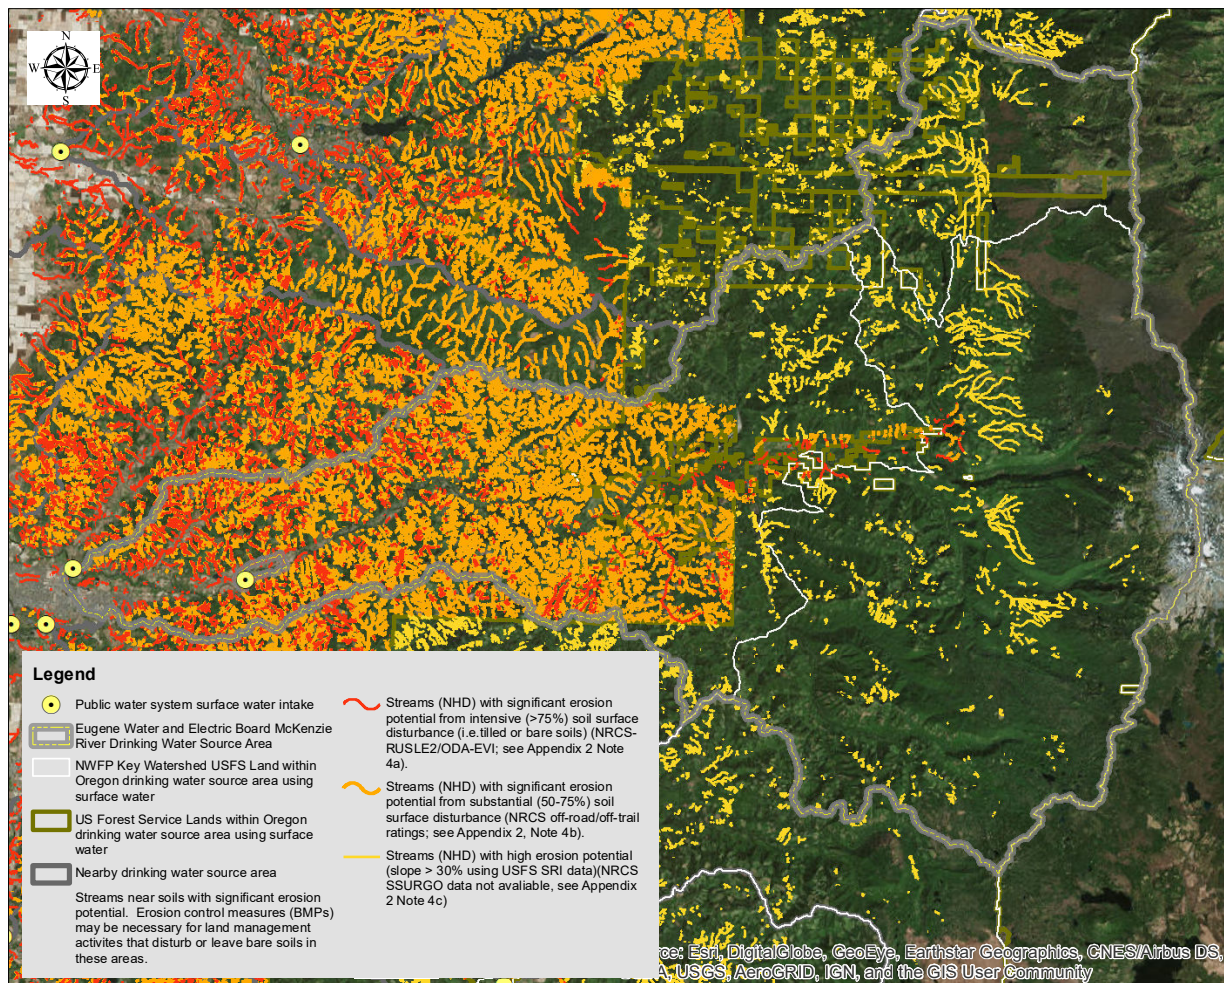 N
W E
S
Legend
Public water system surface water intake
Eugene Water and Electric Board McKenzie
River Drinking Water Source Area
NWFP Key Watershed USFS Land within
Oregon drinking water source area using
surface water
US Forest Service Lands within Oregon
drinking water source area using surface
water
Nearby drinking water source area
Streams near soils with significant erosion
potential. Erosion control measures (BMPs)
may be necessary for land management
activites that disturb or leave bare soils in
these areas.
Streams (NHD) with significant erosion
potential from intensive (>75%) soil surface
disturbance (i.e.tilled or bare soils) (NRCS-
RUSLE2/ODA-EVI; see Appendix 2 Note
4a).
Streams (NHD) with significant erosion
potential from substantial (50-75%) soil
surface disturbance (NRCS off-road/off-trail
ratings; see Appendix 2, Note 4b).
Streams (NHD) with high erosion potential
(slope > 30% using USFS SRI data)(NRCS
SSURGO data not avaliable, see Appendix
2 Note 4c)
rce: Esri, DigitalGlobe, GeoEye, Earthstar Geographics, CNES/Airbus DS,
A, USGS, AeroGRID, IGN, and the GIS User Community